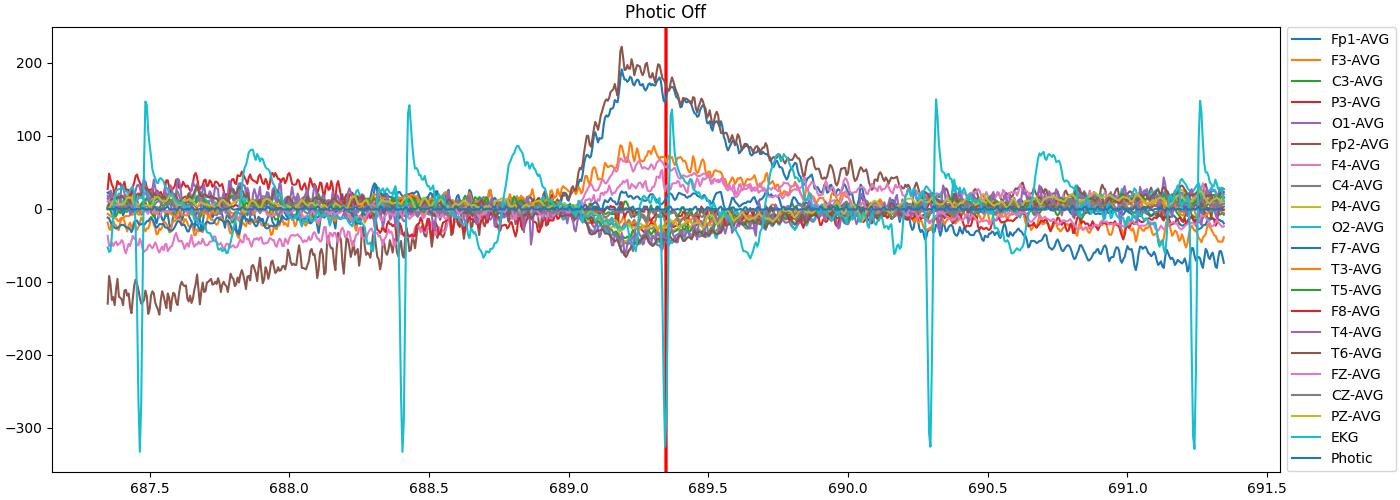 Photic Off
200
100
0
−100
−200
−300
687.5 688.0 688.5 689.0 689.5 690.0 690.5 691.0 691.5
Fp1-AVG
F3-AVG
C3-AVG
P3-AVG
O1-AVG
Fp2-AVG
F4-AVG
C4-AVG
P4-AVG
O2-AVG
F7-AVG
T3-AVG
T5-AVG
F8-AVG
T4-AVG
T6-AVG
FZ-AVG
CZ-AVG
PZ-AVG
EKG
Photic